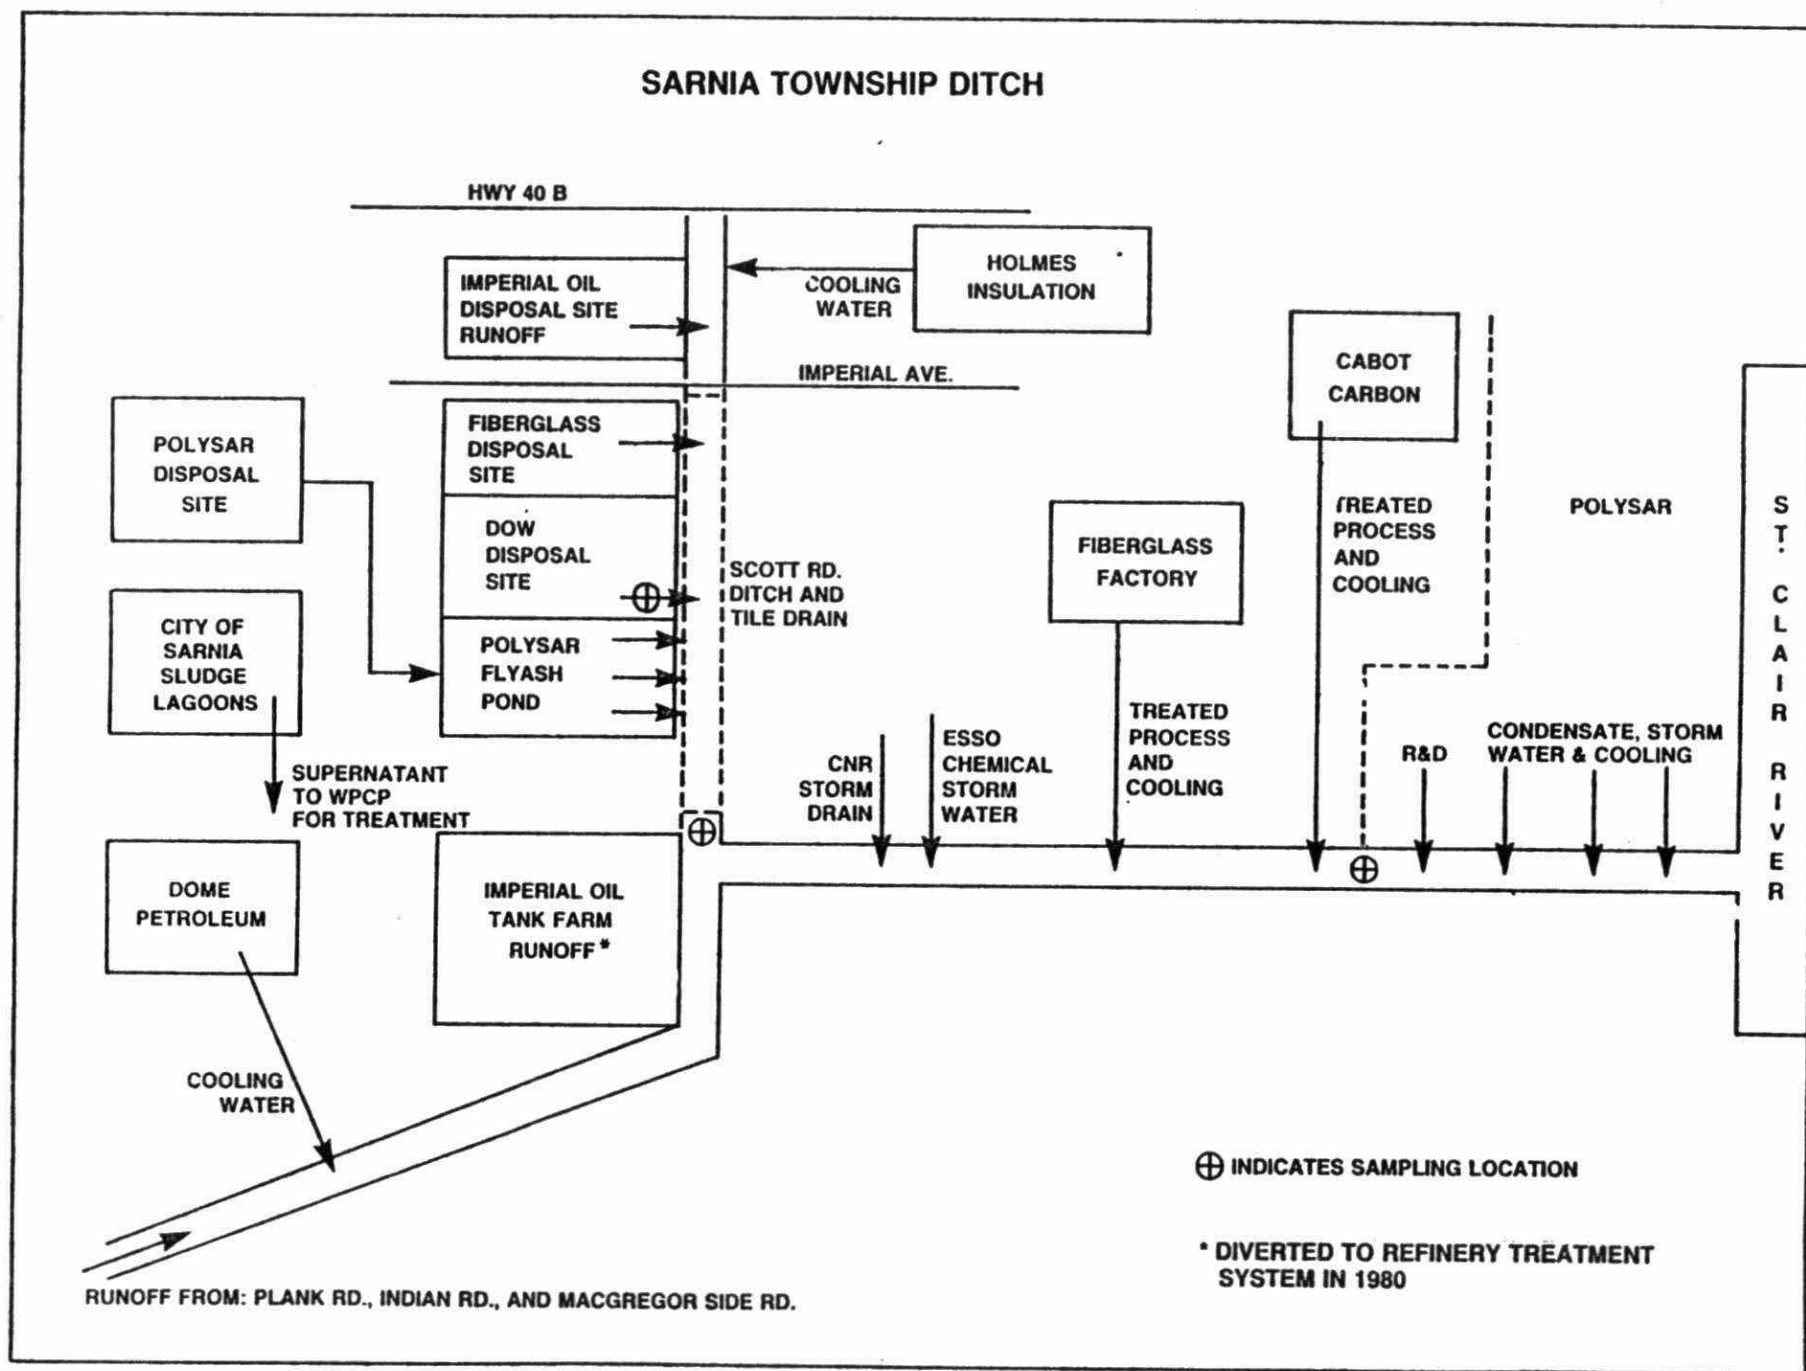 SARNIA TOWNSHIP DITCH
HWY 40 B
IMPERIAL OIL
DISPOSAL SITE
RUNOFF
COOLING
WATER
HOLMES
INSULATION
IMPERIAL AVE.
CABOT
CARBON
POLYSAR
DISPOSAL
SITE
FIBERGLASS
DISPOSAL
SITE
DOW
DISPOSAL
SITE
SCOTT RD.
DITCH AND
TILE DRAIN
FIBERGLASS
FACTORY
TREATED
PROCESS
AND
COOLING
POLYSAR
ST. CLAIR RIVER
CITY OF
SARNIA
SLUDGE
LAGOONS
POLYSAR
FLYASH
POND
SUPERNATANT
TO WPCP
FOR TREATMENT
CNR
STORM
DRAIN
ESSO
CHEMICAL
STORM
WATER
TREATED
PROCESS
AND
COOLING
R&D
CONDENSATE, STORM
WATER & COOLING
DOME
PETROLEUM
IMPERIAL OIL
TANK FARM
RUNOFF*
COOLING
WATER
⊕ INDICATES SAMPLING LOCATION
* DIVERTED TO REFINERY TREATMENT
SYSTEM IN 1980
RUNOFF FROM: PLANK RD., INDIAN RD., AND MACGREGOR SIDE RD.